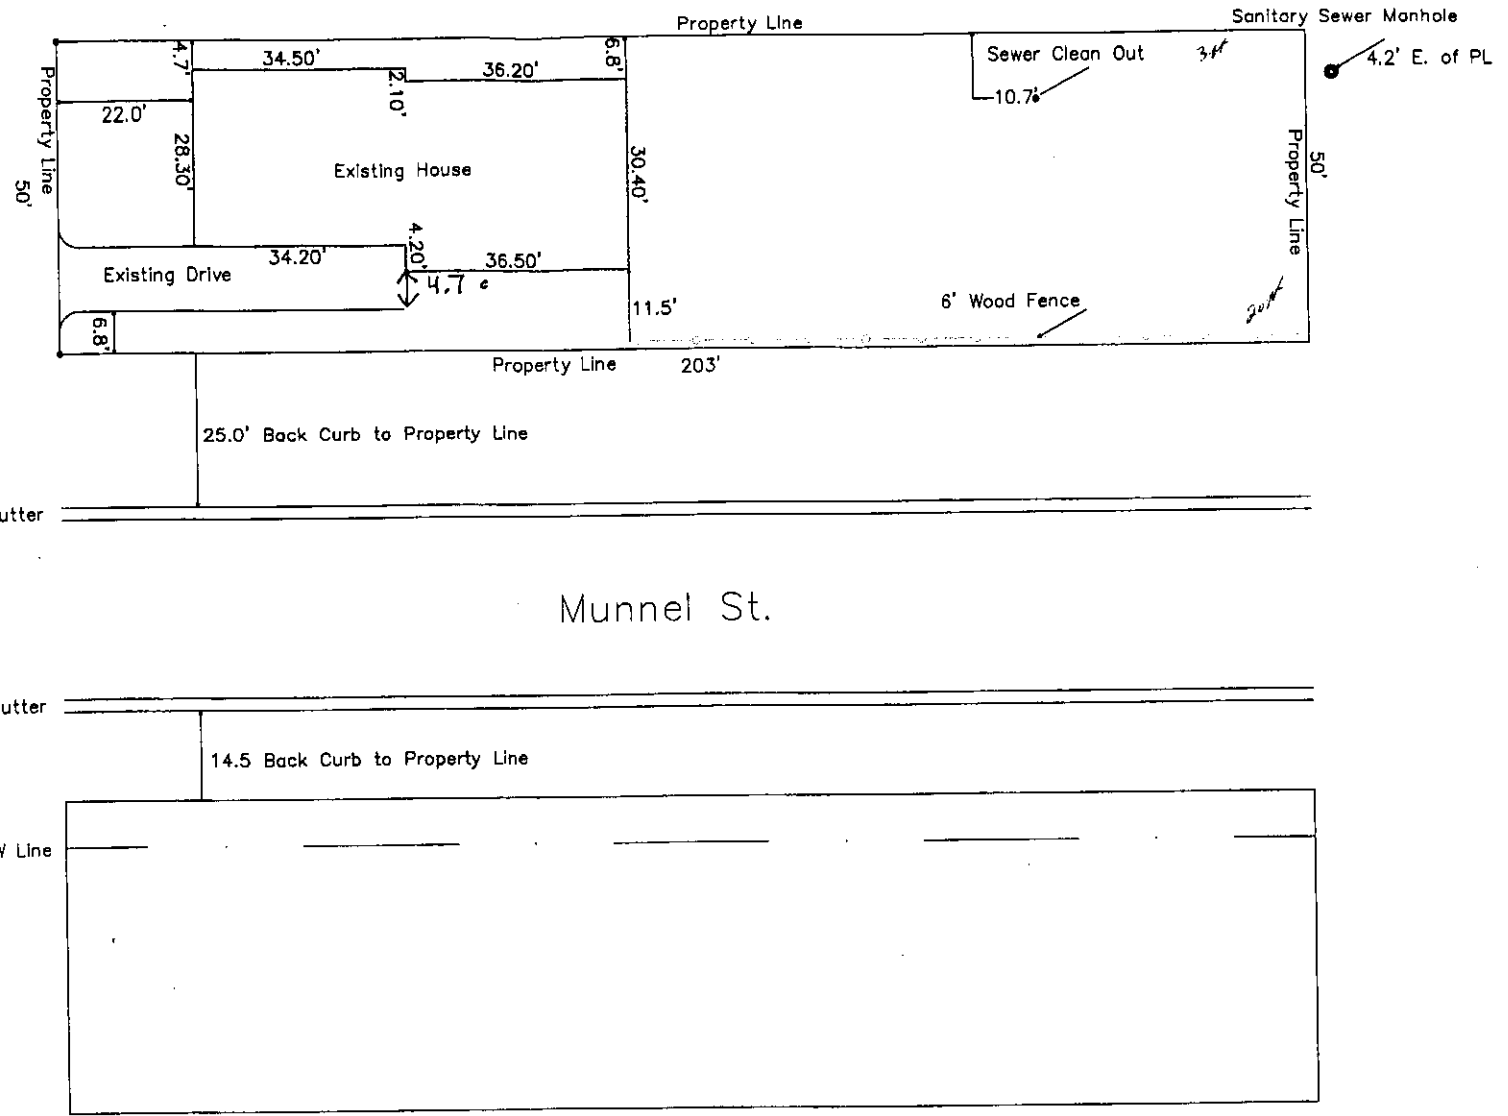 Property Line
Sanitary Sewer Manhole
4.2' E. of PL
Sewer Clean Out
3 ft
10.7'
4.7'
34.50'
2.10'
36.20'
6.8'
Property Line
50'
22.0'
28.30'
Existing House
30.40'
Property Line
50'
4.20'
34.20'
36.50'
Existing Drive
4.7
6.8'
11.5'
6' Wood Fence
20 ft
Property Line
203'
25.0' Back Curb to Property Line
utter
Munnel St.
utter
14.5 Back Curb to Property Line
Line